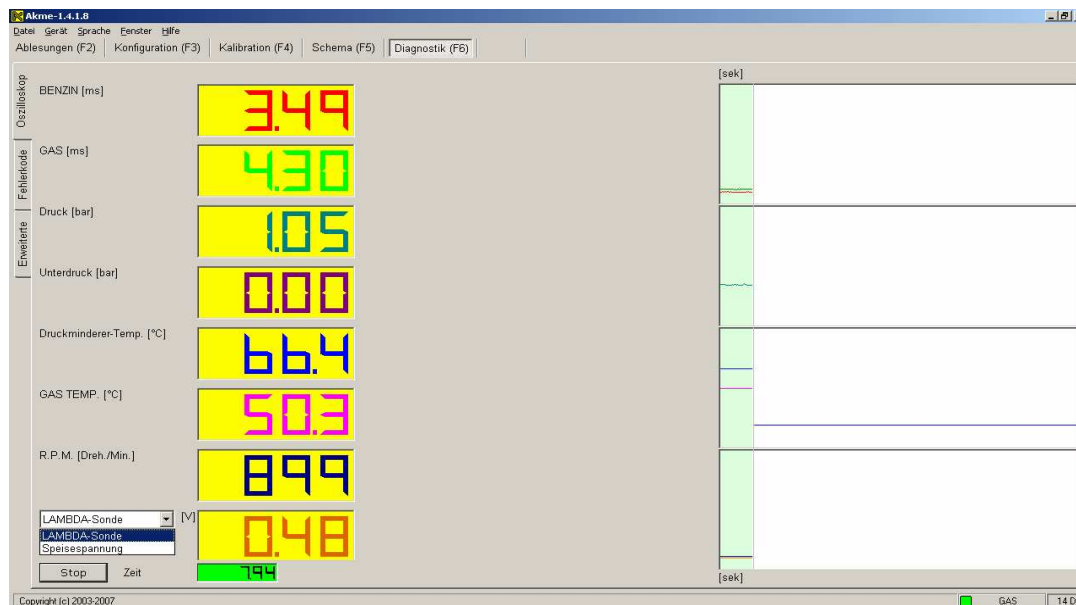 Akme-1.4.1.8
Datei Gerät Sprache Fenster Hilfe
Ablesungen (F2) Konfiguration (F3) Kalibration (F4) Schema (F5) Diagnostik (F6)
Oszilloskop
Fehlerkode
Erweiterte
[sek]
BENZIN [ms]
3.49
GAS [ms]
4.30
Druck [bar]
1.05
Unterdruck [bar]
0.00
Druckminderer-Temp. [°C]
66.4
GAS TEMP. [°C]
50.3
R.P.M. [Dreh./Min.]
899
LAMBDA-Sonde [V]
0.48
LAMBDA-Sonde
Speisespannung
Stop Zeit 794
[sek]
Copyright (c) 2003-2007 GAS 14 D